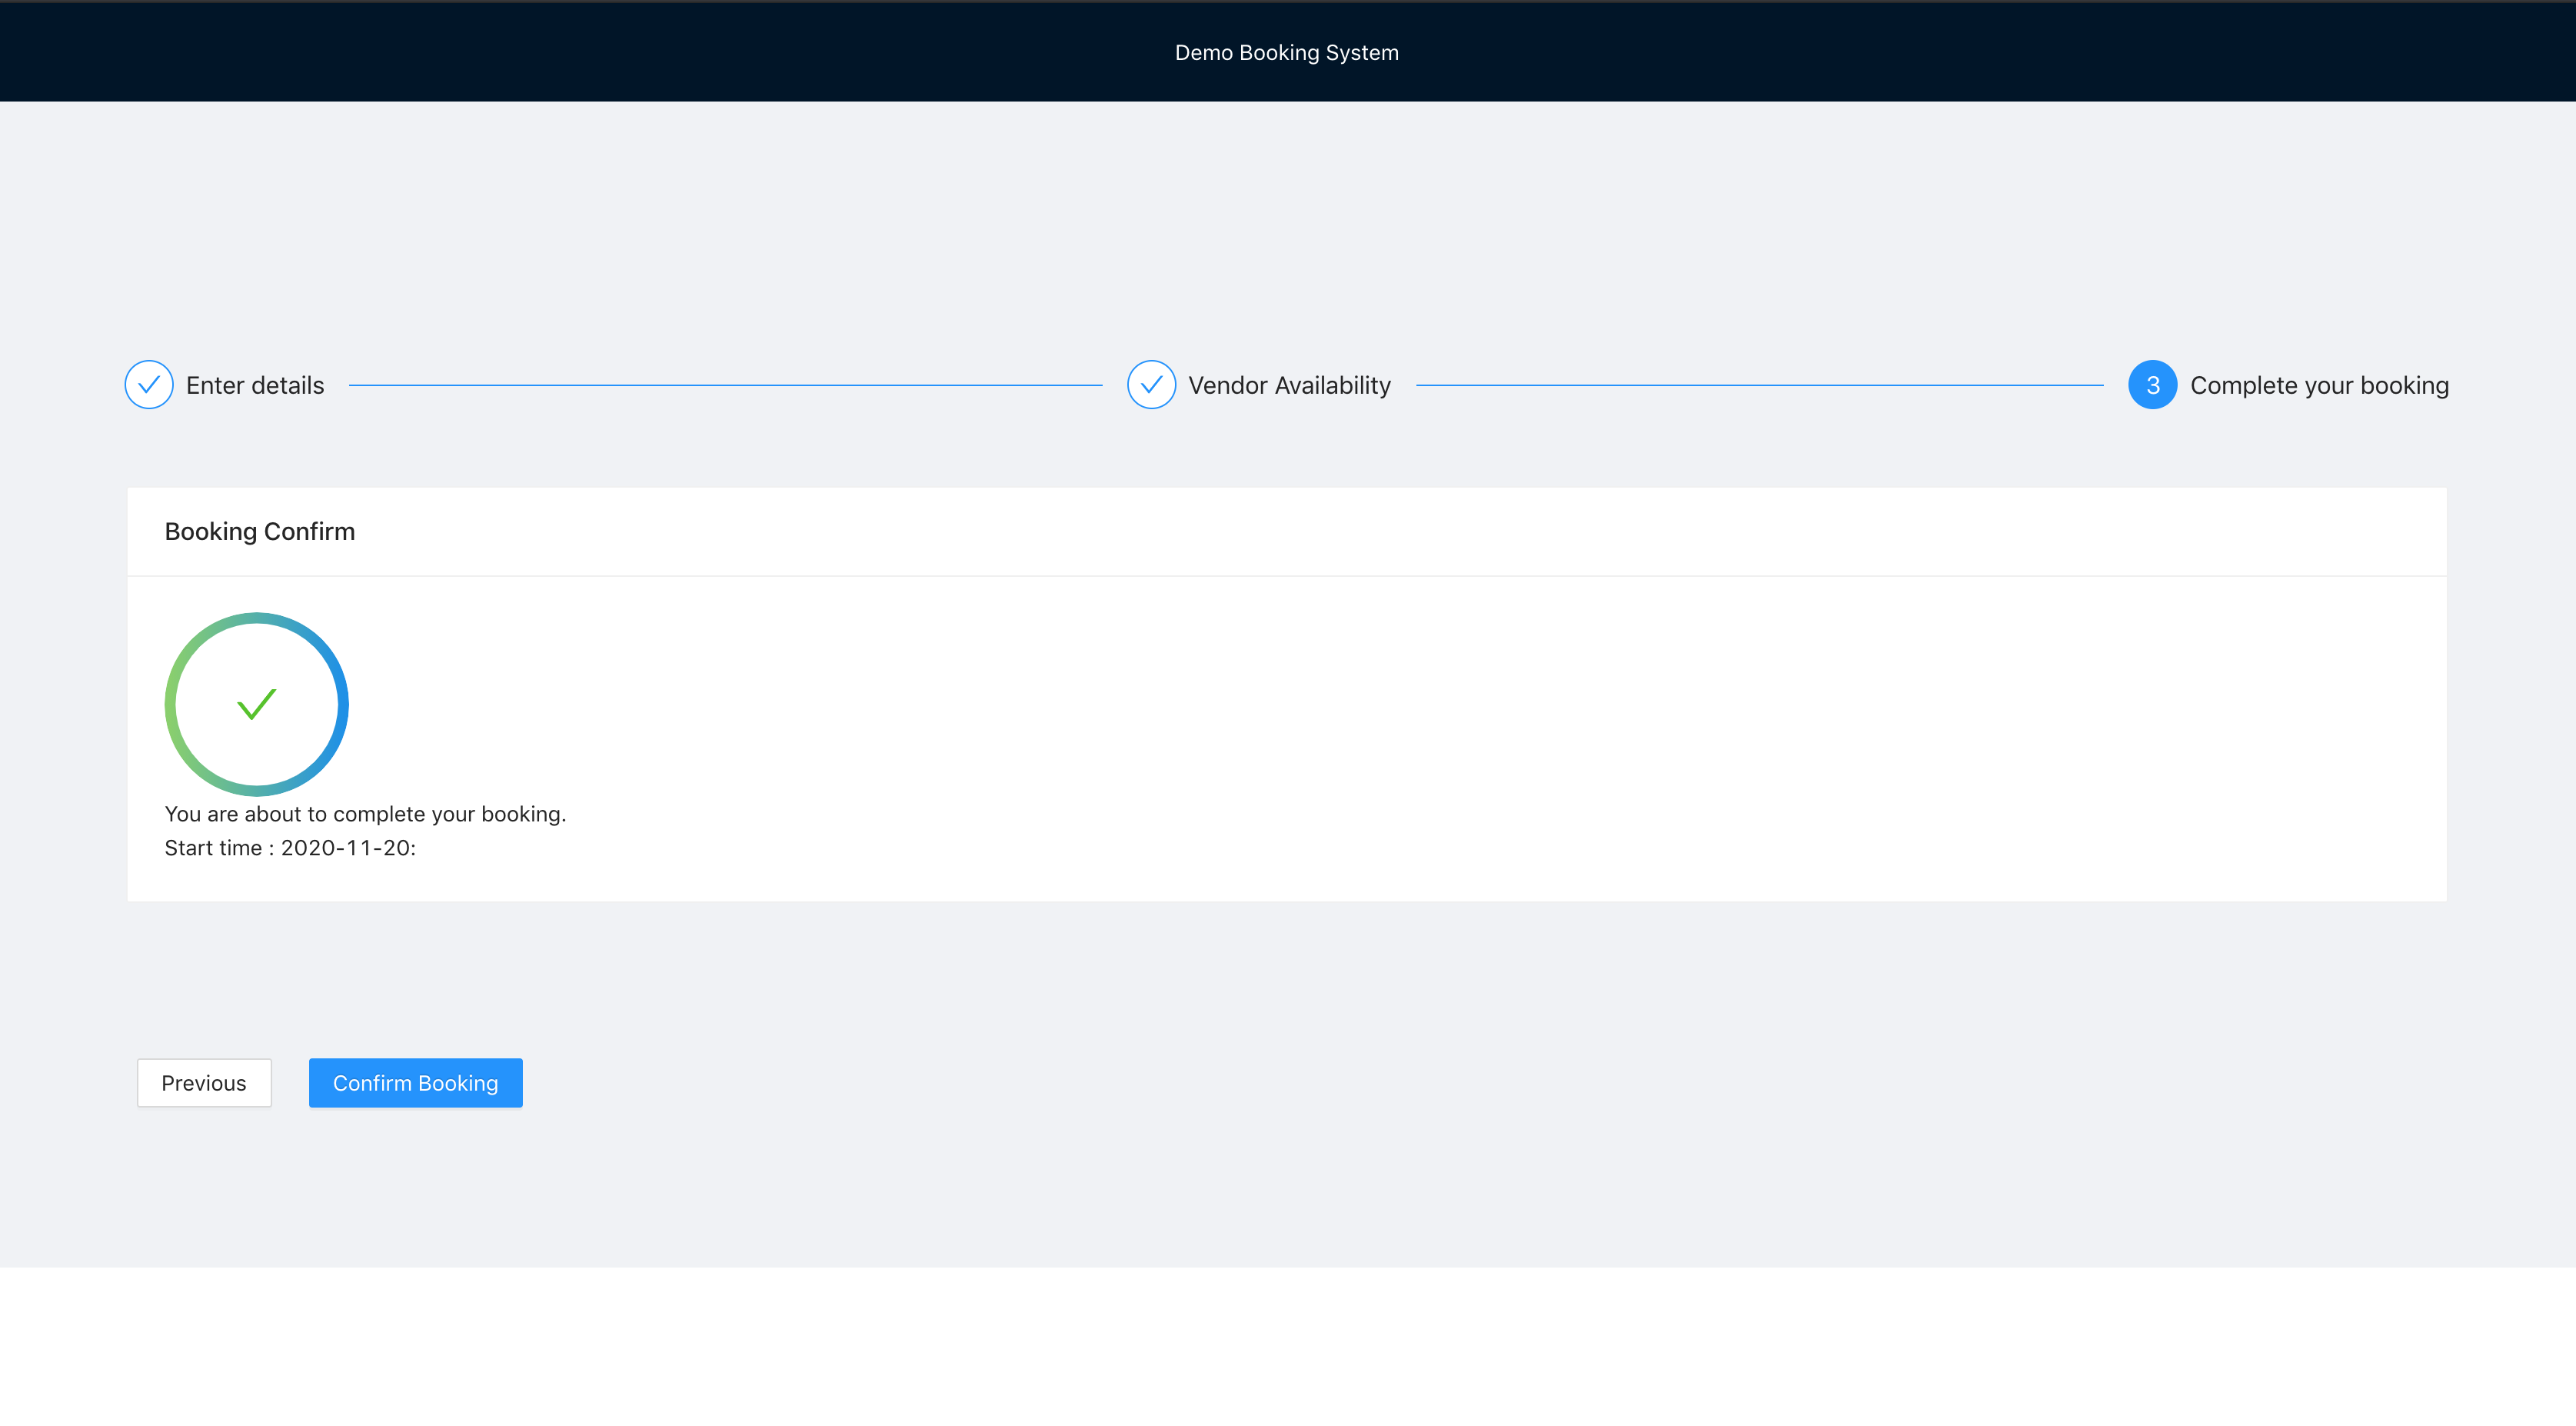 Demo Booking System
Enter details
Vendor Availability
3 Complete your booking
Booking Confirm
You are about to complete your booking.
Start time : 2020-11-20:
Previous
Confirm Booking